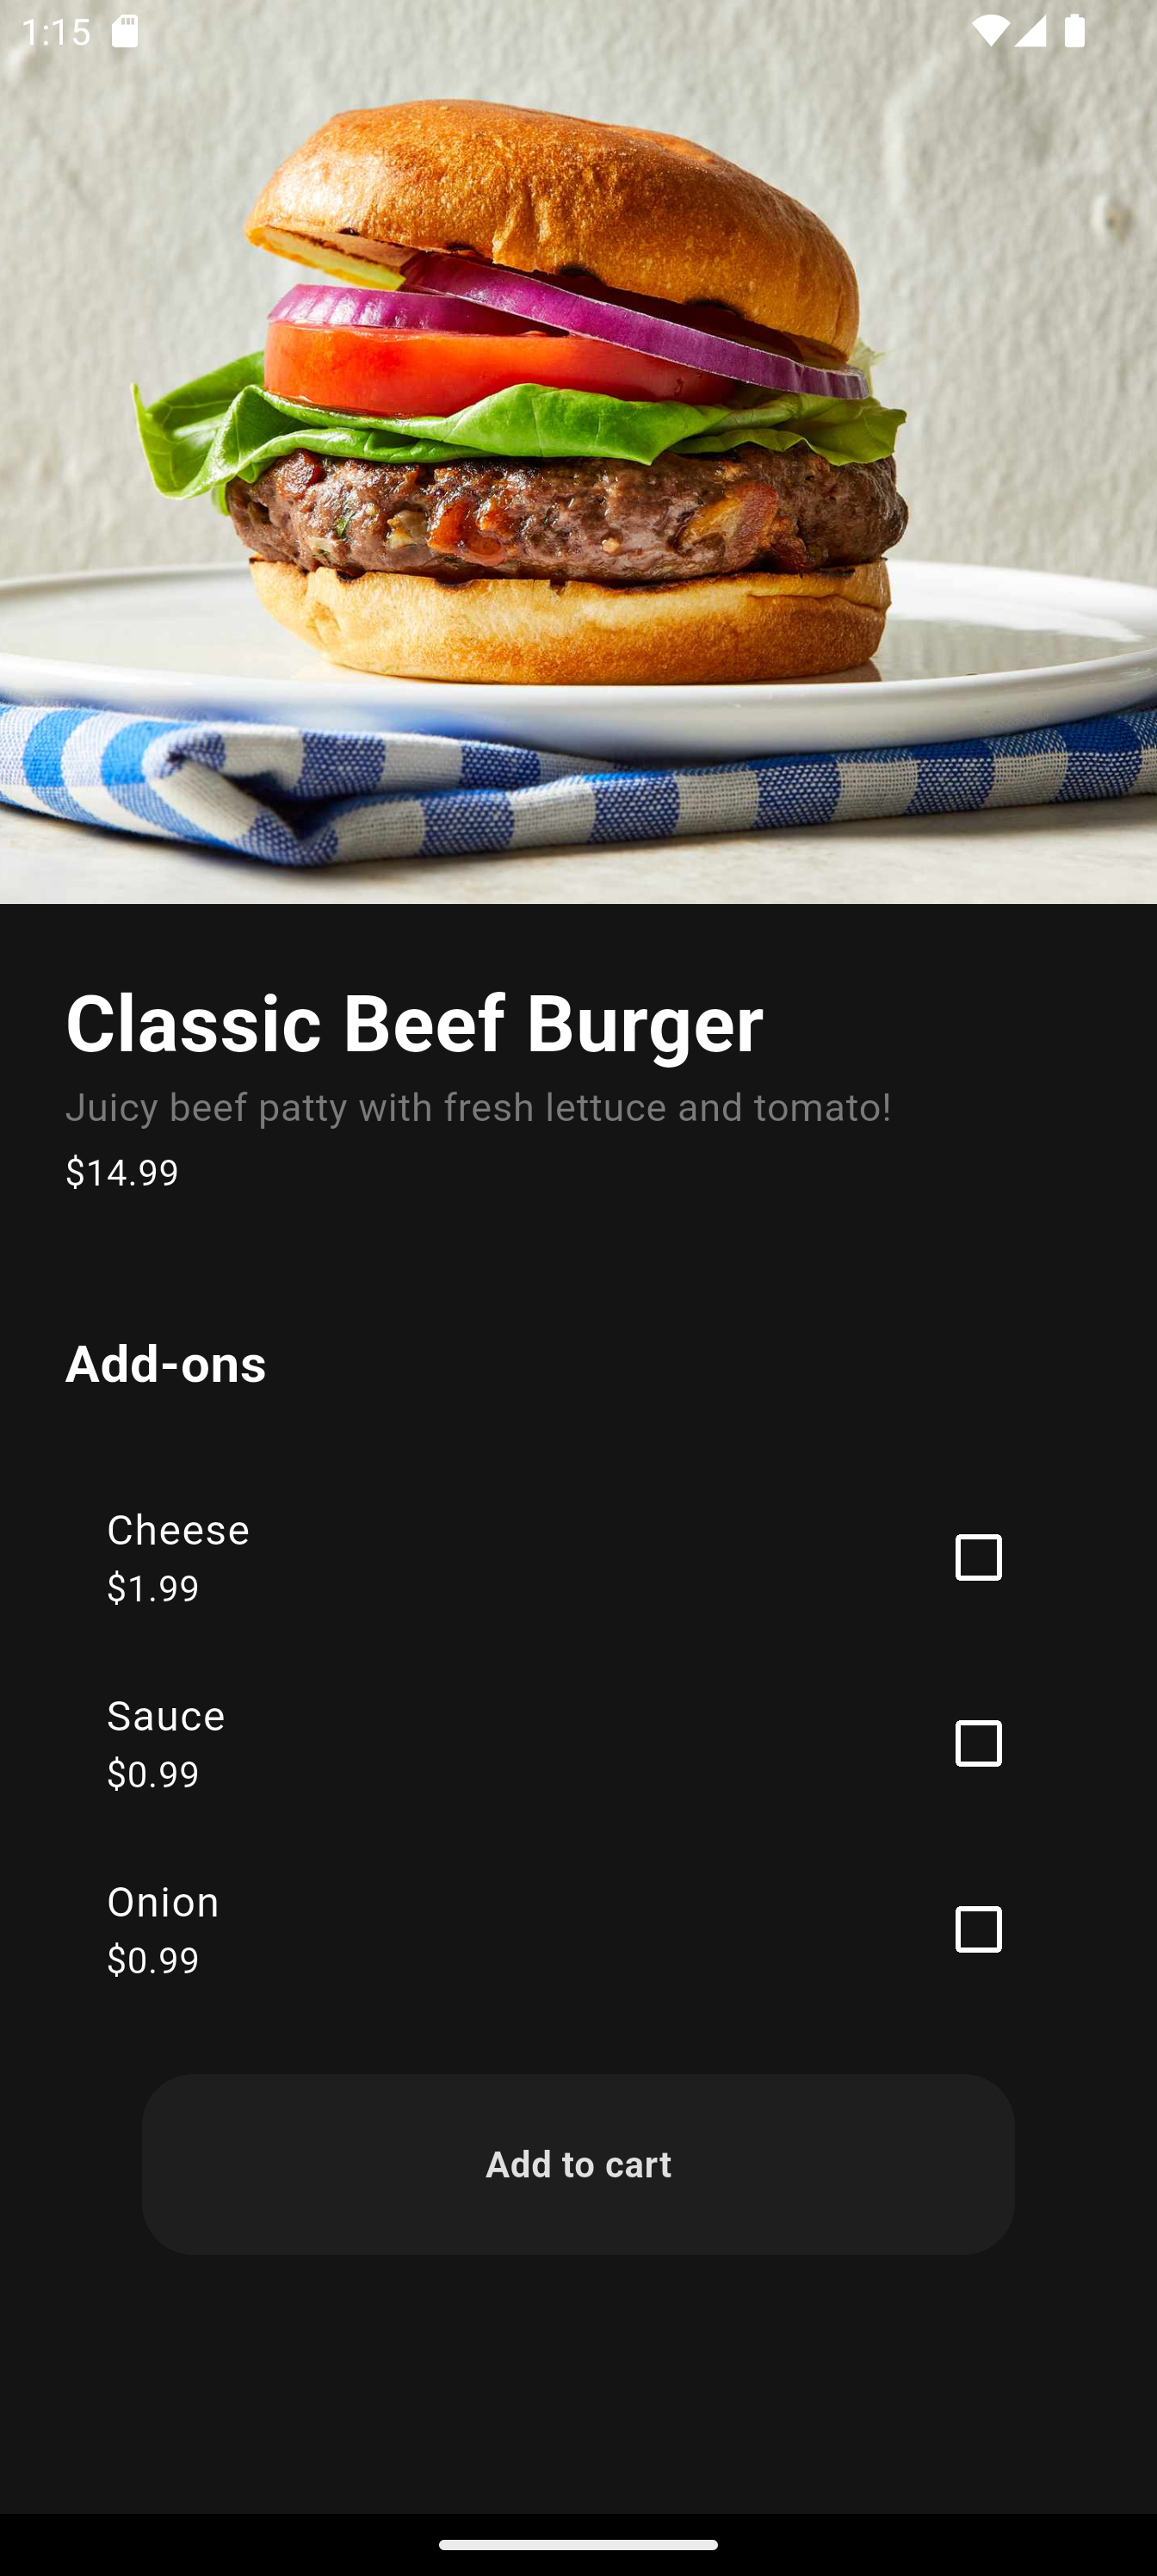 1:15
Classic Beef Burger
Juicy beef patty with fresh lettuce and tomato!
$14.99
Add-ons
Cheese
$1.99
Sauce
$0.99
Onion
$0.99
Add to cart